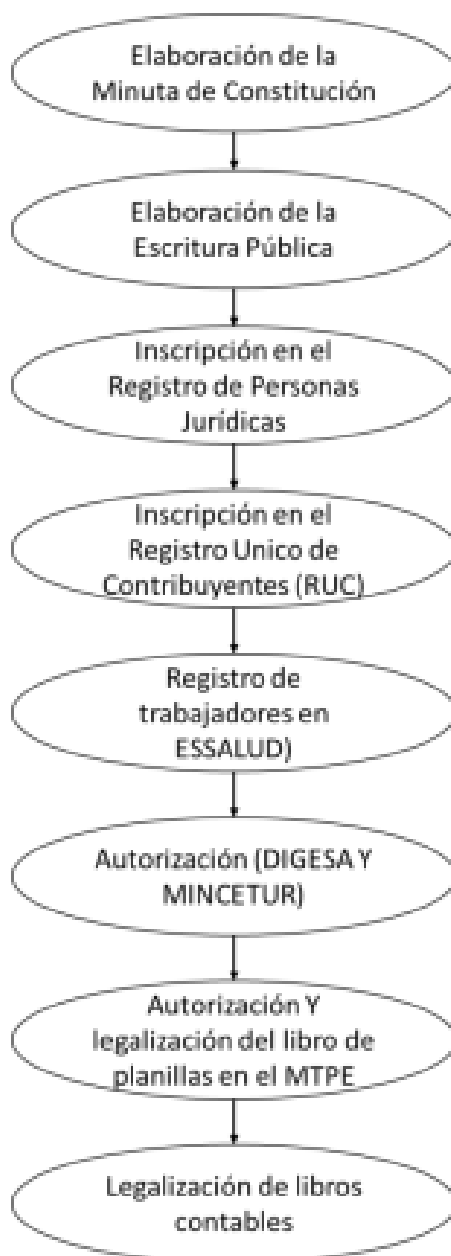 Elaboración de la
Minuta de Constitución
Elaboración de la
Escritura Pública
Inscripción en el
Registro de Personas
Jurídicas
Inscripción en el
Registro Unico de
Contribuyentes (RUC)
Registro de
trabajadores en
ESSALUD)
Autorización (DIGESA Y
MINCETUR)
Autorización Y
legalización del libro de
planillas en el MTPE
Legalización de libros
contables